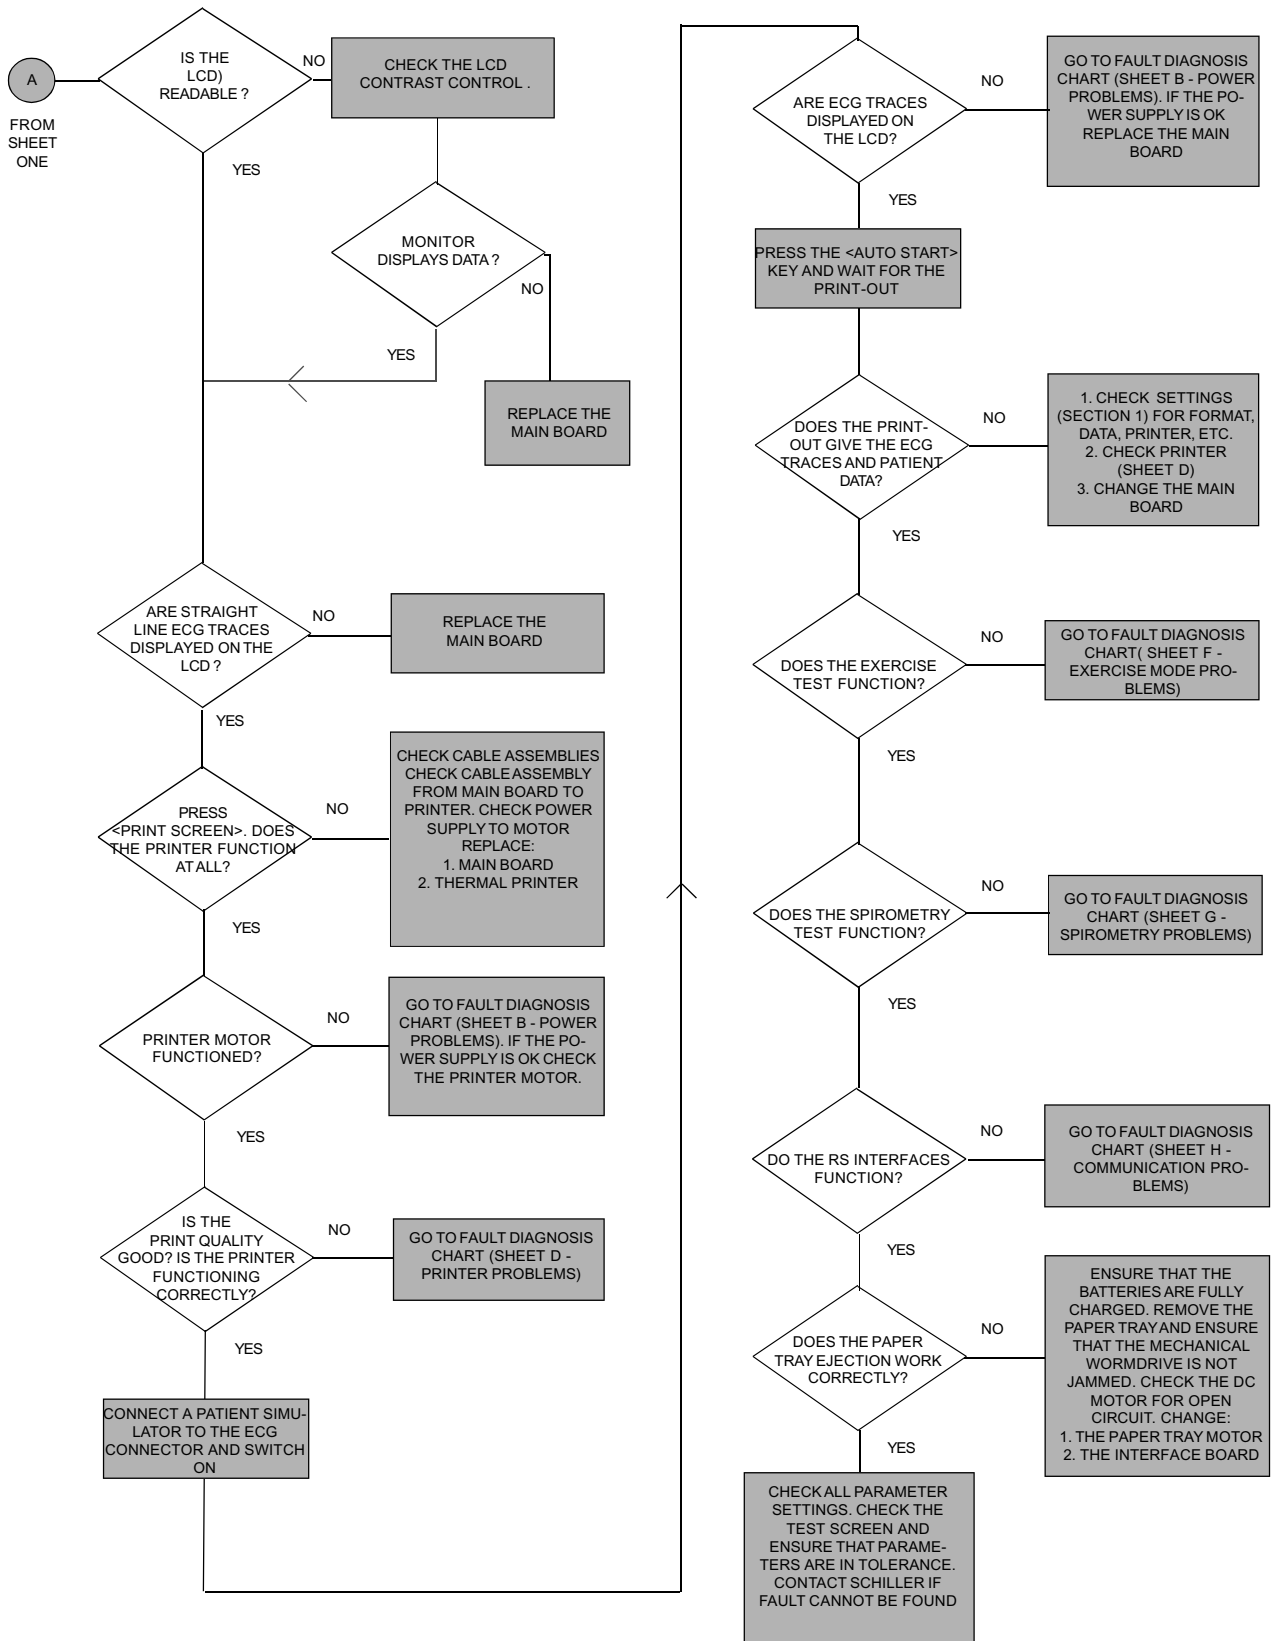 A
FROM
SHEET
ONE
IS THE
LCD)
READABLE ?
NO
CHECK THE LCD
CONTRAST CONTROL .
YES
MONITOR
DISPLAYS DATA ?
NO
YES
REPLACE THE
MAIN BOARD
ARE STRAIGHT
LINE ECG TRACES
DISPLAYED ON THE
LCD ?
NO
REPLACE THE
MAIN BOARD
YES
PRESS
<PRINT SCREEN>. DOES
THE PRINTER FUNCTION
AT ALL?
NO
CHECK CABLE ASSEMBLIES
CHECK CABLE ASSEMBLY
FROM MAIN BOARD TO
PRINTER. CHECK POWER
SUPPLY TO MOTOR
REPLACE:
1. MAIN BOARD
2. THERMAL PRINTER
YES
PRINTER MOTOR
FUNCTIONED?
NO
GO TO FAULT DIAGNOSIS
CHART (SHEET B - POWER
PROBLEMS). IF THE PO-
WER SUPPLY IS OK CHECK
THE PRINTER MOTOR.
YES
IS THE
PRINT QUALITY
GOOD? IS THE PRINTER
FUNCTIONING
CORRECTLY?
NO
GO TO FAULT DIAGNOSIS
CHART (SHEET D -
PRINTER PROBLEMS)
YES
CONNECT A PATIENT SIMU-
LATOR TO THE ECG
CONNECTOR AND SWITCH
ON
ARE ECG TRACES
DISPLAYED ON
THE LCD?
NO
GO TO FAULT DIAGNOSIS
CHART (SHEET B - POWER
PROBLEMS). IF THE PO-
WER SUPPLY IS OK
REPLACE THE MAIN
BOARD
YES
PRESS THE <AUTO START>
KEY AND WAIT FOR THE
PRINT-OUT
DOES THE PRINT-
OUT GIVE THE ECG
TRACES AND PATIENT
DATA?
NO
1. CHECK SETTINGS
(SECTION 1) FOR FORMAT,
DATA, PRINTER, ETC.
2. CHECK PRINTER
(SHEET D)
3. CHANGE THE MAIN
BOARD
YES
DOES THE EXERCISE
TEST FUNCTION?
NO
GO TO FAULT DIAGNOSIS
CHART( SHEET F -
EXERCISE MODE PRO-
BLEMS)
YES
DOES THE SPIROMETRY
TEST FUNCTION?
NO
GO TO FAULT DIAGNOSIS
CHART (SHEET G -
SPIROMETRY PROBLEMS)
YES
DO THE RS INTERFACES
FUNCTION?
NO
GO TO FAULT DIAGNOSIS
CHART (SHEET H -
COMMUNICATION PRO-
BLEMS)
YES
DOES THE PAPER
TRAY EJECTION WORK
CORRECTLY?
NO
ENSURE THAT THE
BATTERIES ARE FULLY
CHARGED. REMOVE THE
PAPER TRAY AND ENSURE
THAT THE MECHANICAL
WORMDRIVE IS NOT
JAMMED. CHECK THE DC
MOTOR FOR OPEN
CIRCUIT. CHANGE:
1. THE PAPER TRAY MOTOR
2. THE INTERFACE BOARD
YES
CHECK ALL PARAMETER
SETTINGS. CHECK THE
TEST SCREEN AND
ENSURE THAT PARAME-
TERS ARE IN TOLERANCE.
CONTACT SCHILLER IF
FAULT CANNOT BE FOUND